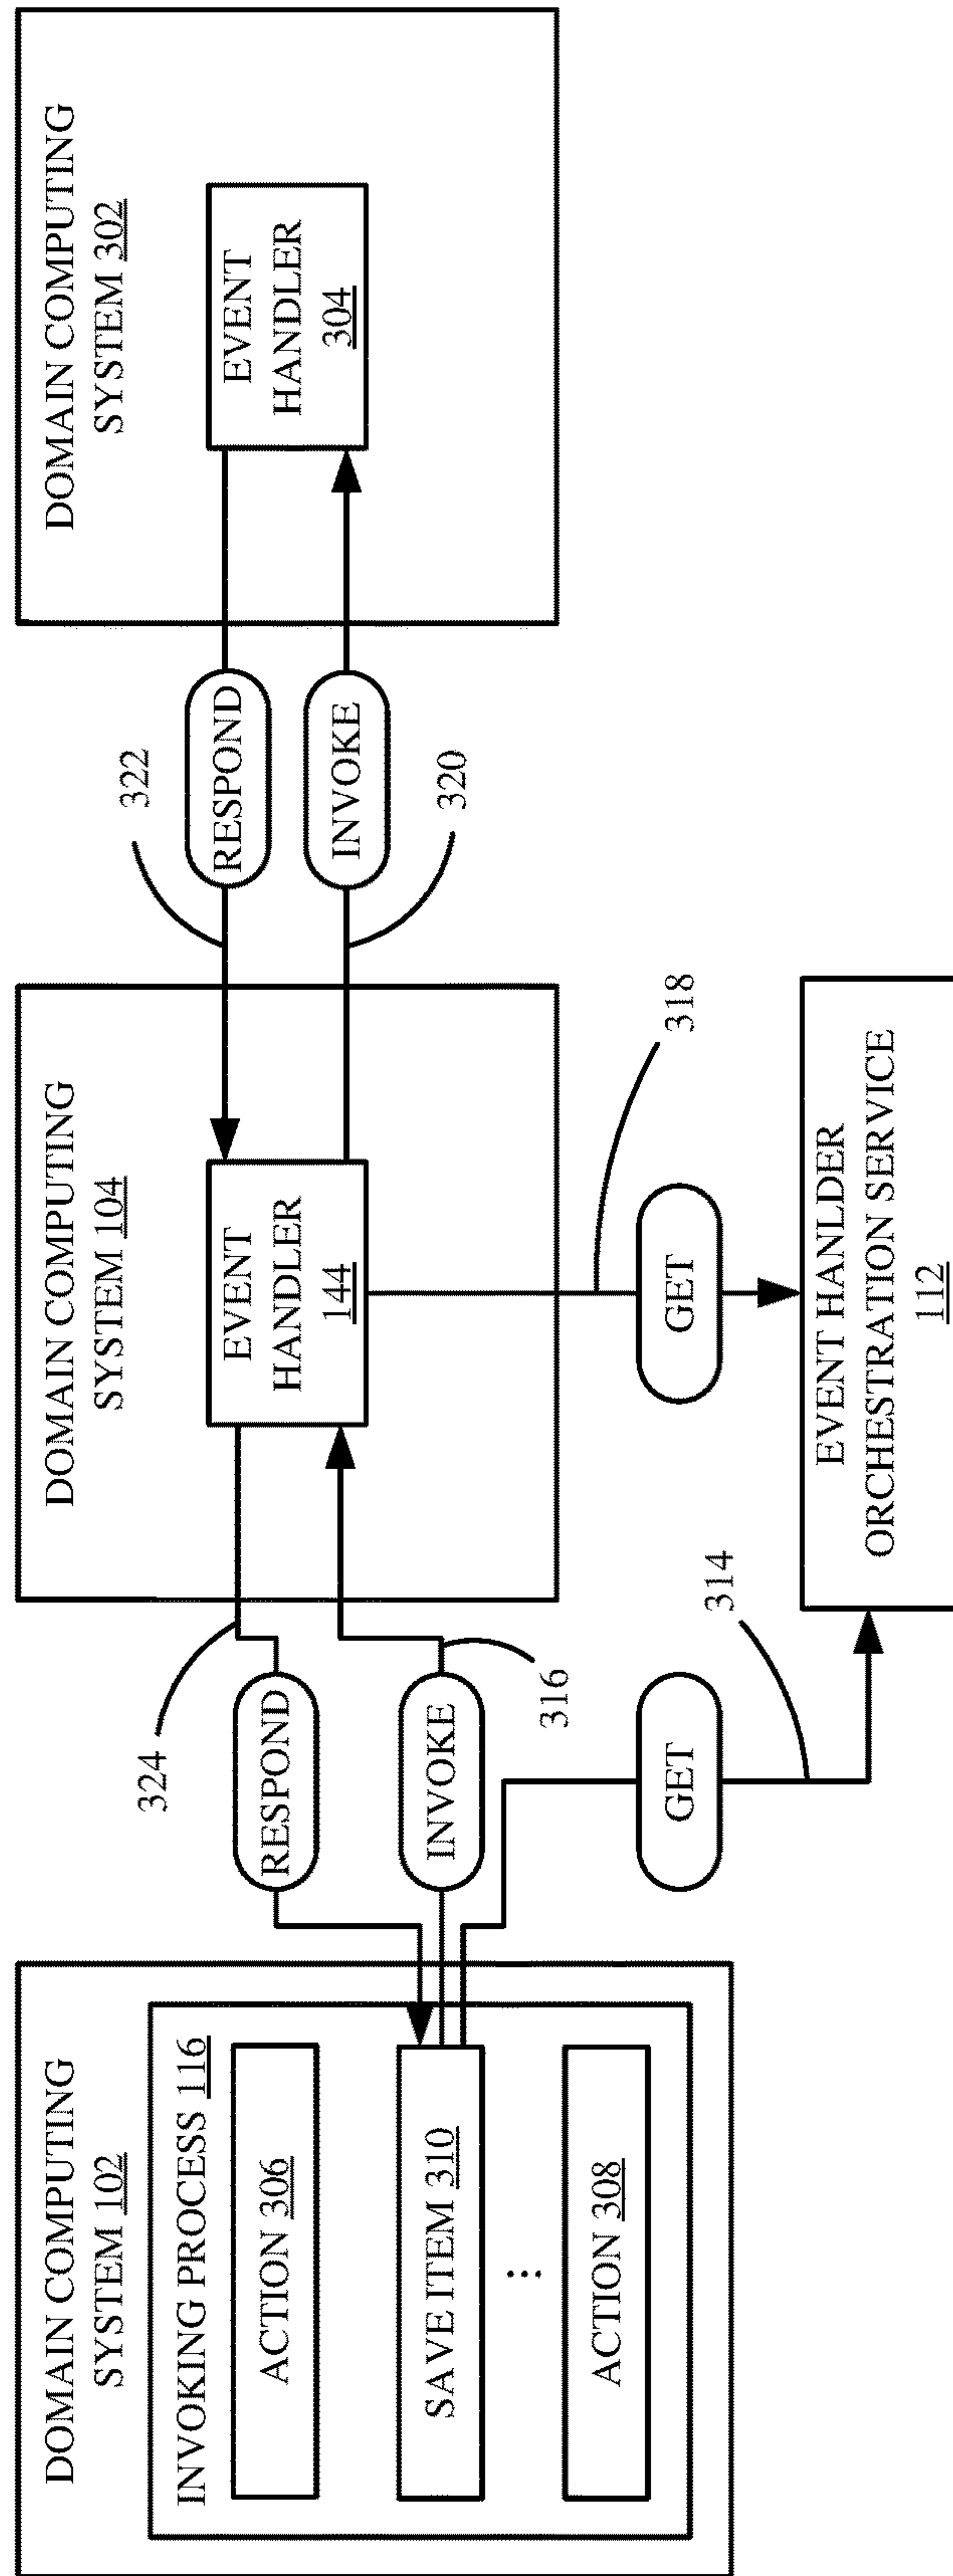 DOMAIN COMPUTING
SYSTEM 102
INVOKING PROCESS 116
ACTION 306
SAVE ITEM 310
...
ACTION 308
324
RESPOND
INVOKE
316
GET
314
DOMAIN COMPUTING
SYSTEM 104
EVENT
HANDLER
144
GET
318
EVENT HANLDER
ORCHESTRATION SERVICE
112
322
RESPOND
INVOKE
320
DOMAIN COMPUTING
SYSTEM 302
EVENT
HANDLER
304